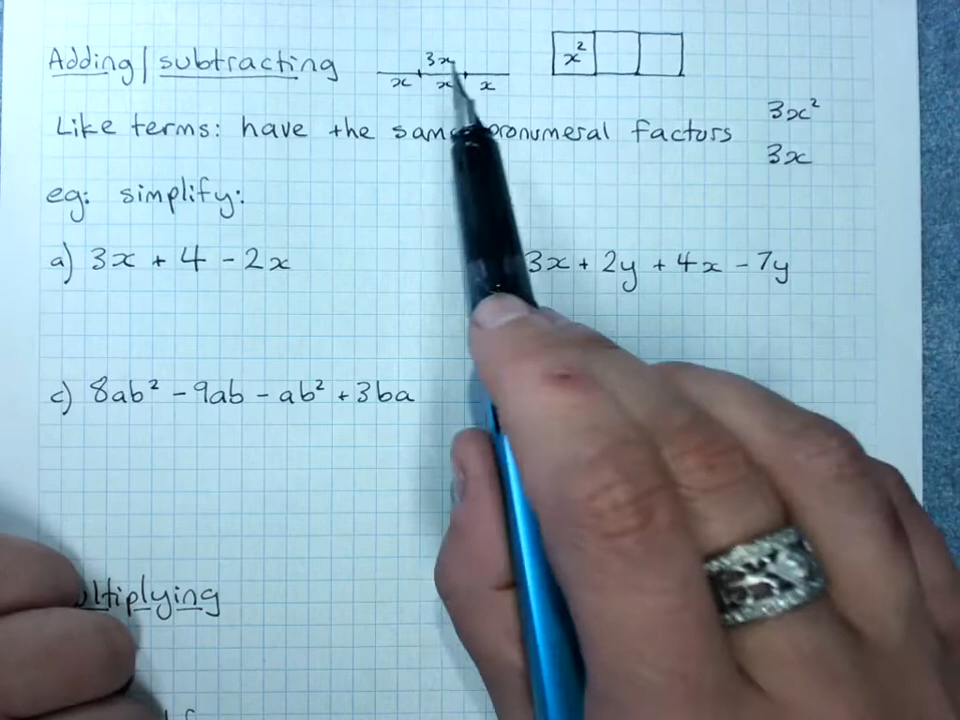 Adding/subtracting
3x
x x x
x²
Like terms: have the same pronumeral factors
3x²
3x
eg: simplify:
a) 3x + 4 - 2x
3x + 2y + 4x - 7y
c) 8ab² - 9ab - ab² + 3ba
ultiplying